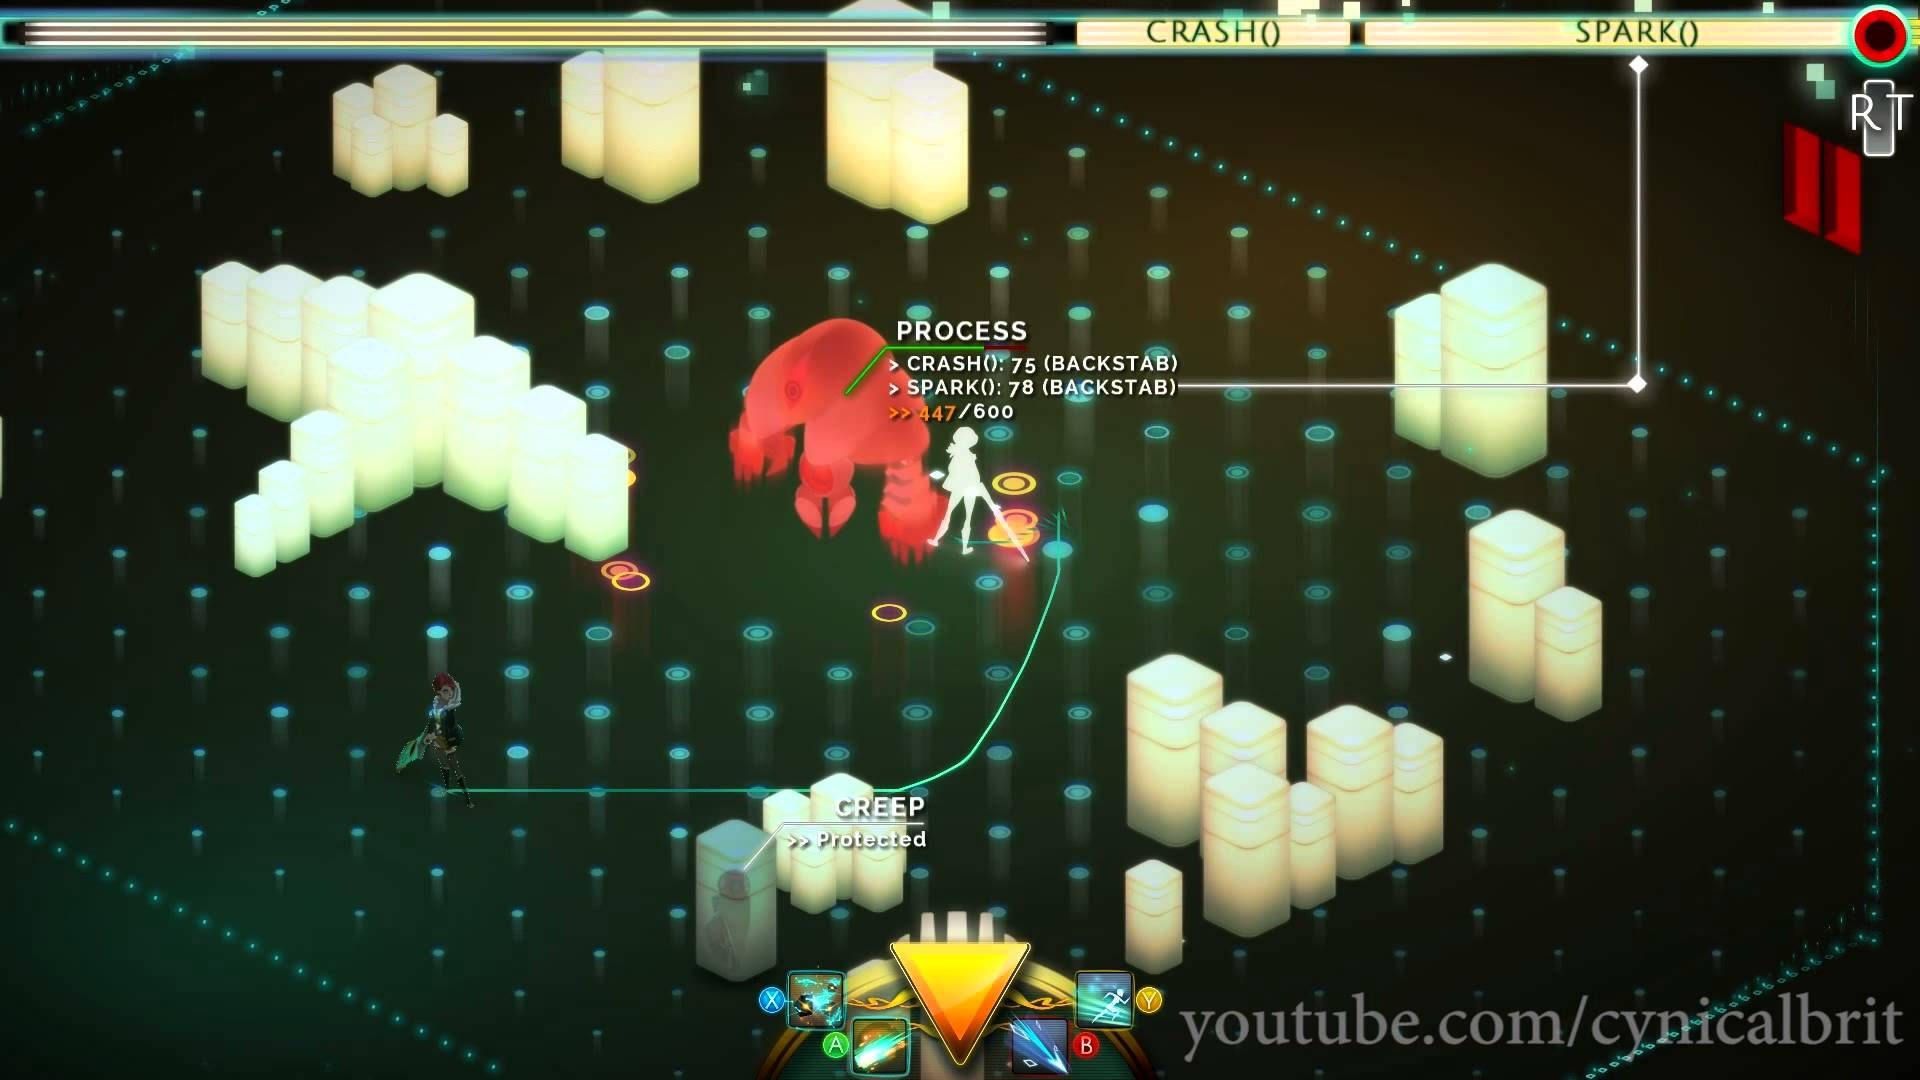 CRASH()
SPARK()
RT
PROCESS
> CRASH(): 75 (BACKSTAB)
> SPARK(): 78 (BACKSTAB)
>> 447/600
CREEP
>> Protected
X
Y
A
B
youtube.com/cynicalbrit